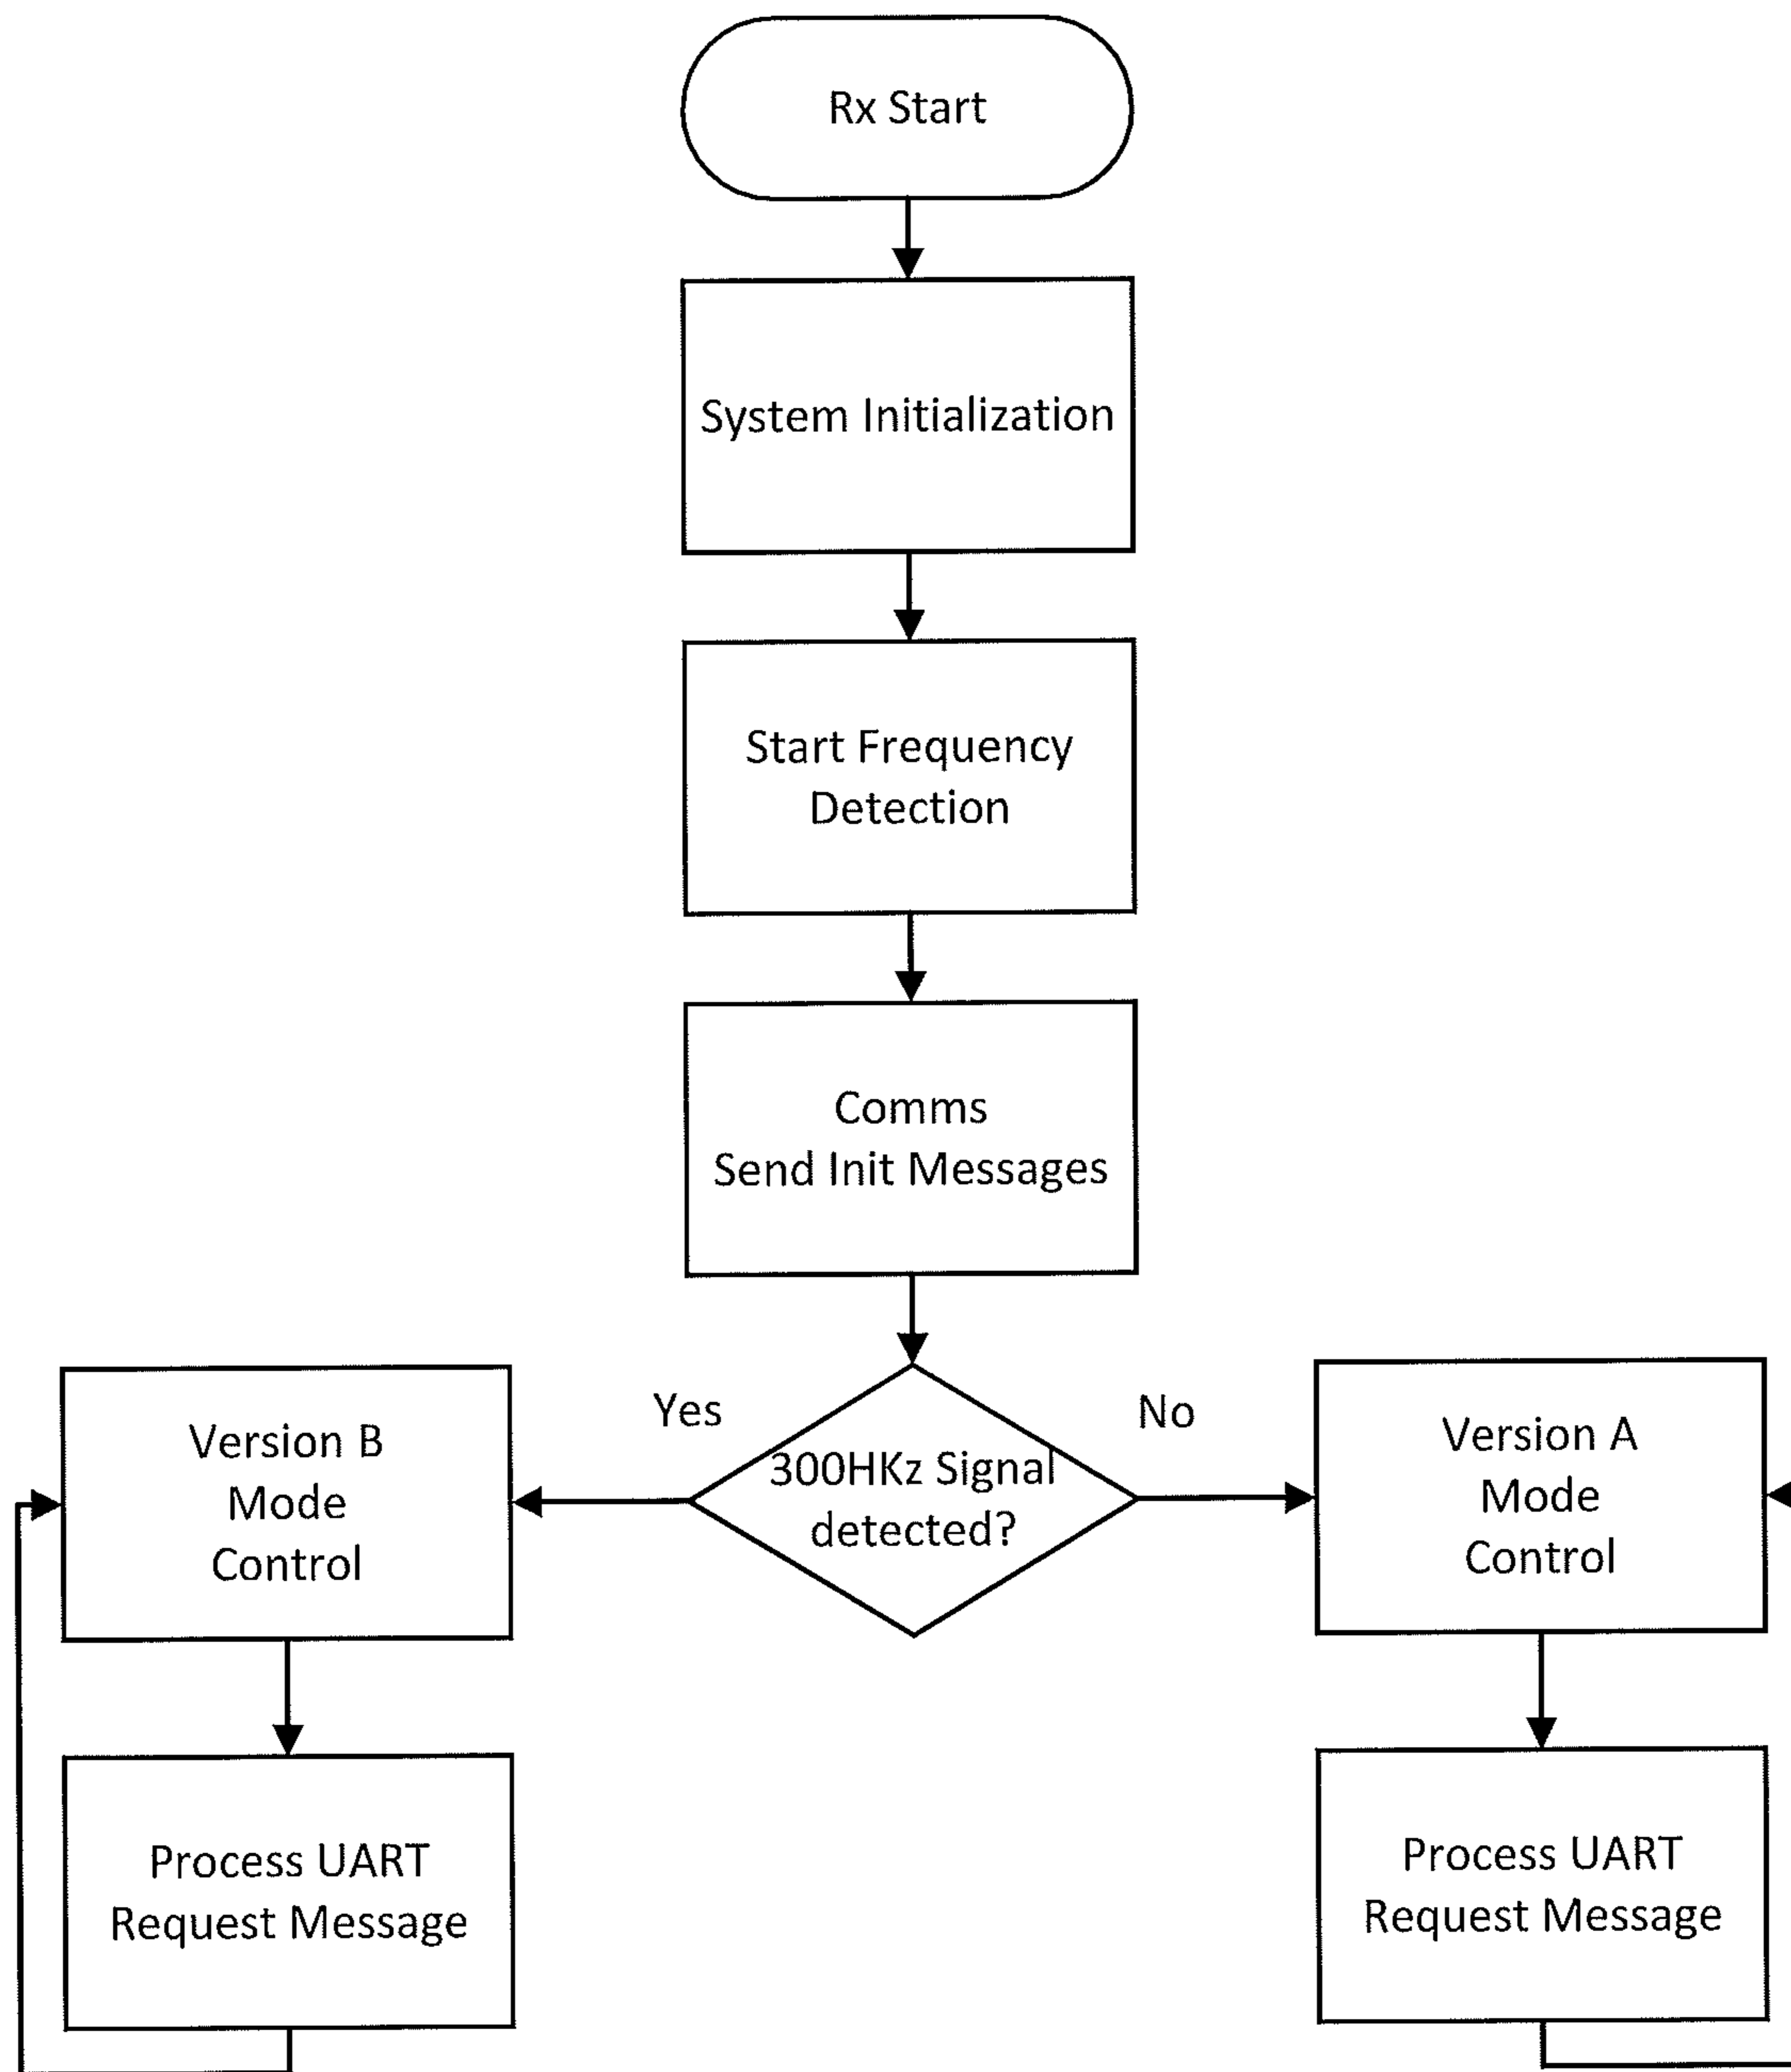 Rx Start
System Initialization
Start Frequency
Detection
Comms
Send Init Messages
Yes
No
300HKz Signal
detected?
Version B
Mode
Control
Version A
Mode
Control
Process UART
Request Message
Process UART
Request Message